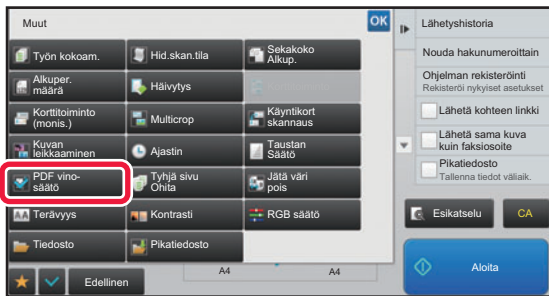 Muut
OK
Työn kokoam.
Hid.skan.tila
Sekakoko
Alkup.
Alkuper.
määrä
Häivytys
Korttitoiminto
(monis.)
Multicrop
Käyntikort
skannaus
Kuvan
leikkaaminen
Ajastin
Taustan
Säätö
PDF vino-
säätö
Tyhjä sivu
Ohita
Jätä väri
pois
Terävyys
Kontrasti
RGB säätö
Tiedosto
Pikatiedosto
Edellinen
A4
A4
Lähetyshistoria
Nouda hakunumeroittain
Ohjelman rekisteröinti
Rekisteröi nykyiset asetukset
Lähetä kohteen linkki
Lähetä sama kuva
kuin faksiosoite
Pikatiedosto
Tallenna tiedot väliaik.
Esikatselu
CA
Aloita